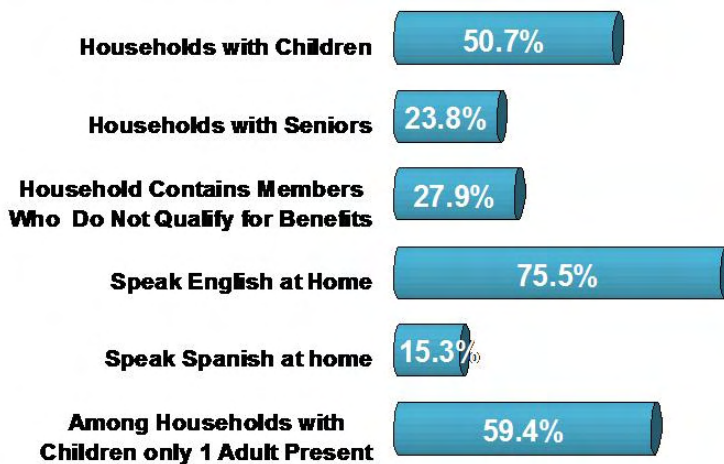 Households with Children
50.7%
Households with Seniors
23.8%
Household Contains Members
Who Do Not Qualify for Benefits
27.9%
Speak English at Home
75.5%
Speak Spanish at home
15.3%
Among Households with
Children only 1 Adult Present
59.4%